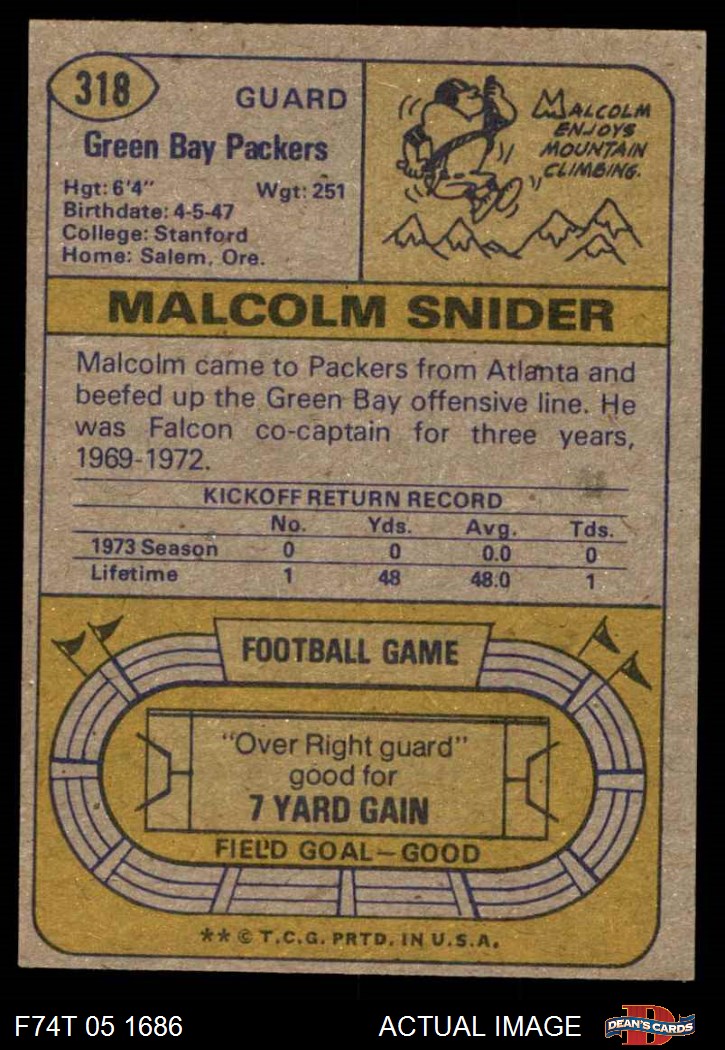 318
GUARD
Green Bay Packers
Hgt: 6'4" Wgt: 251
Birthdate: 4-5-47
College: Stanford
Home: Salem, Ore.
MALCOLM
ENJOYS
MOUNTAIN
CLIMBING.
MALCOLM SNIDER
Malcolm came to Packers from Atlanta and
beefed up the Green Bay offensive line. He
was Falcon co-captain for three years,
1969-1972.
KICKOFF RETURN RECORD
No. Yds. Avg. Tds.
1973 Season 0 0 0.0 0
Lifetime 1 48 48.0 1
FOOTBALL GAME
"Over Right guard"
good for
7 YARD GAIN
FIELD GOAL—GOOD
** © T.C.G. PRTD. IN U.S.A.
F74T 05 1686 ACTUAL IMAGE
D
DEAN'S CARDS